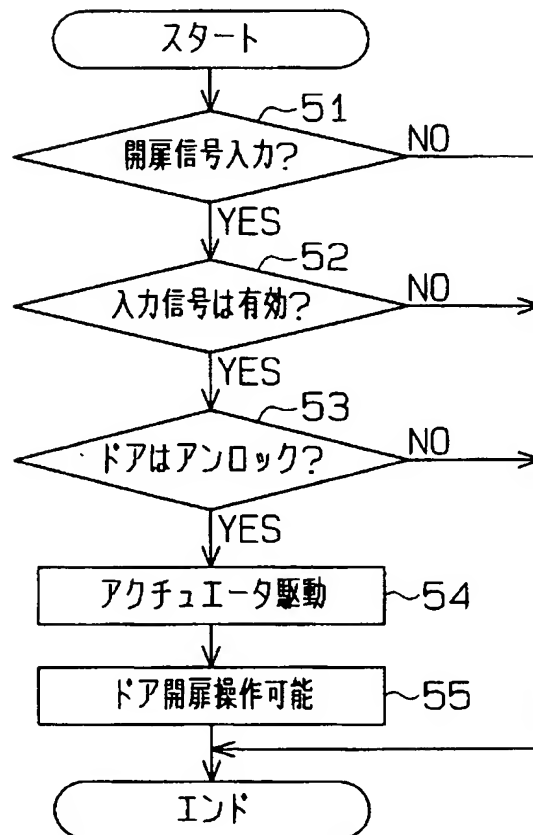 スタート
51
開扉信号入力?
NO
YES
52
入力信号は有効?
NO
YES
53
ドアはアンロック?
NO
YES
アクチュエータ駆動
54
ドア開扉操作可能
55
エンド